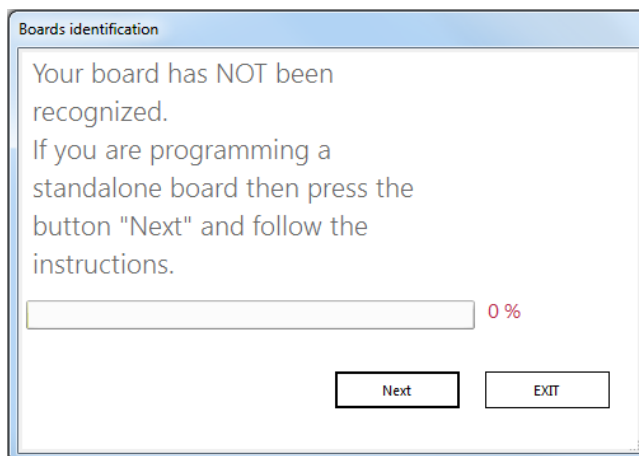 Boards identification
Your board has NOT been
recognized.
If you are programming a
standalone board then press the
button "Next" and follow the
instructions.
0 %
Next
EXIT